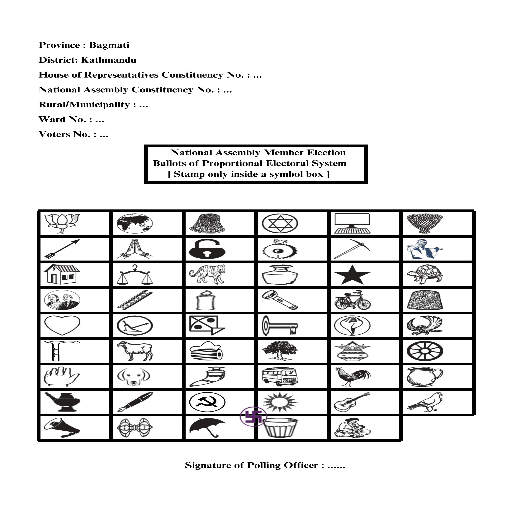 Province : Bagmati
District: Kathmandu
House of Representatives Constituency No. : ...
National Assembly Constituency No. : ...
Rural/Municipality : ...
Ward No. : ...
Voters No. : ...
National Assembly Member Election
Ballots of Proportional Electoral System
[ Stamp only inside a symbol box ]
Signature of Polling Officer : ......